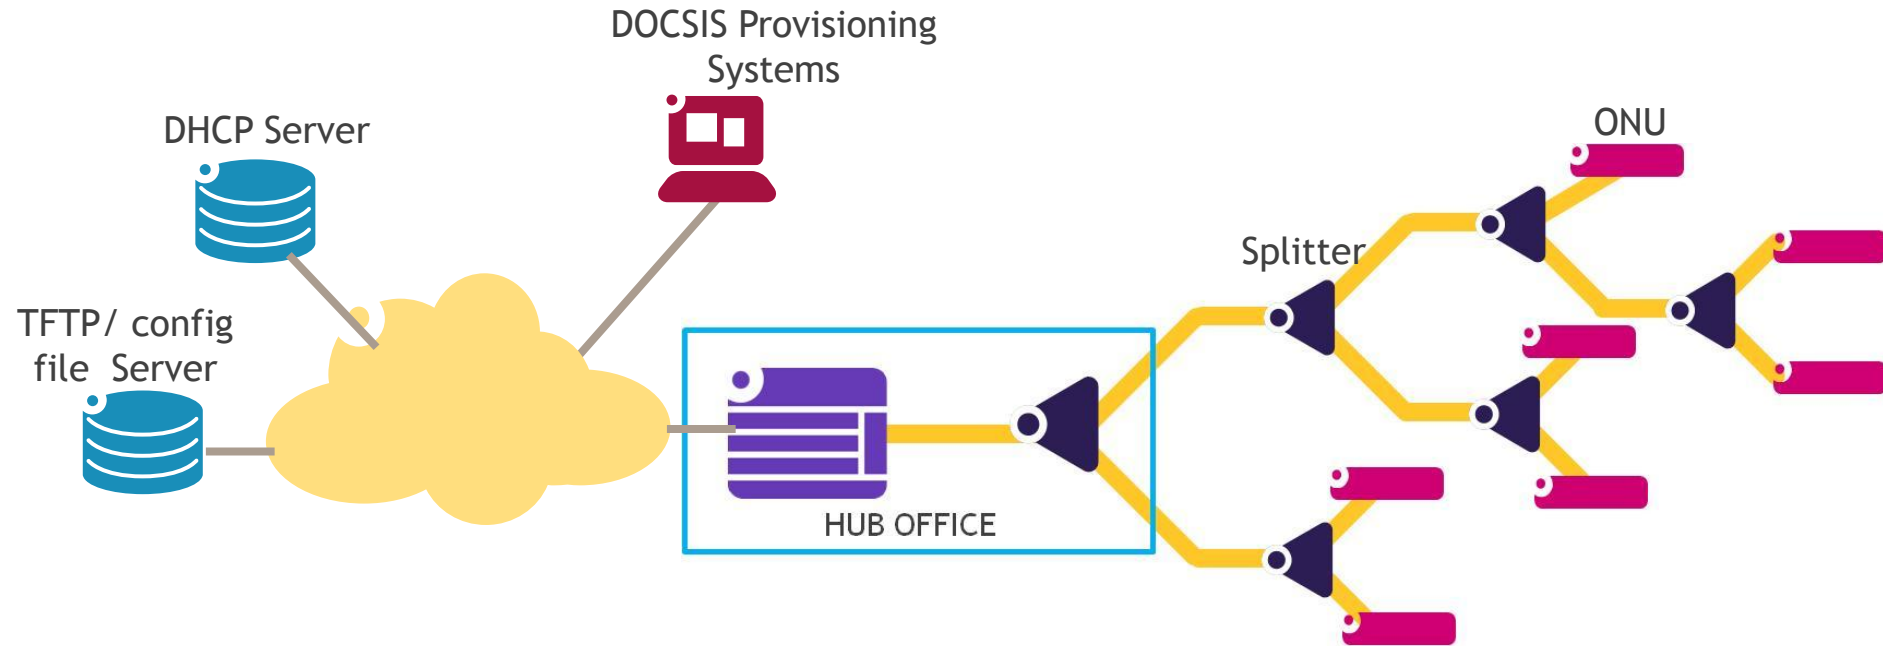 DOCSIS Provisioning
Systems
DHCP Server
ONU
Splitter
TFTP/ config
file  Server
HUB OFFICE